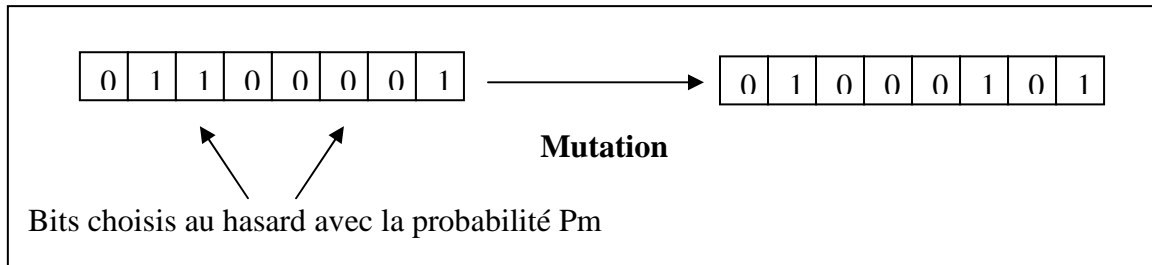 0 1 1 0 0 0 0 1
0 1 0 0 0 1 0 1
Mutation
Bits choisis au hasard avec la probabilité Pm